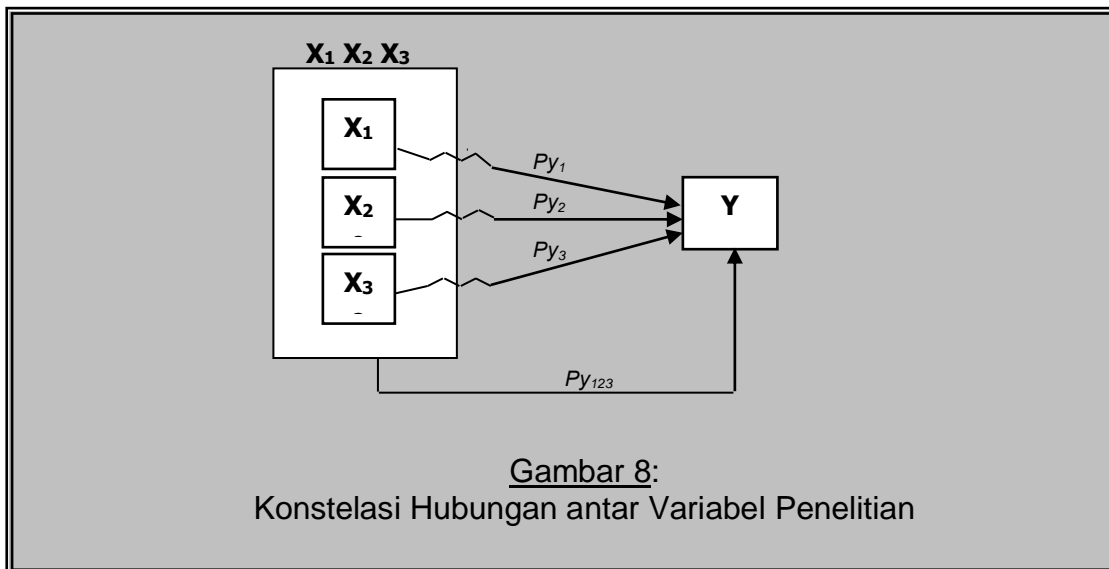 X₁ X₂ X₃
X₁
Py₁
X₂
Py₂
Y
X₃
Py₃
Py₁₂₃
Gambar 8:
Konstelasi Hubungan antar Variabel Penelitian